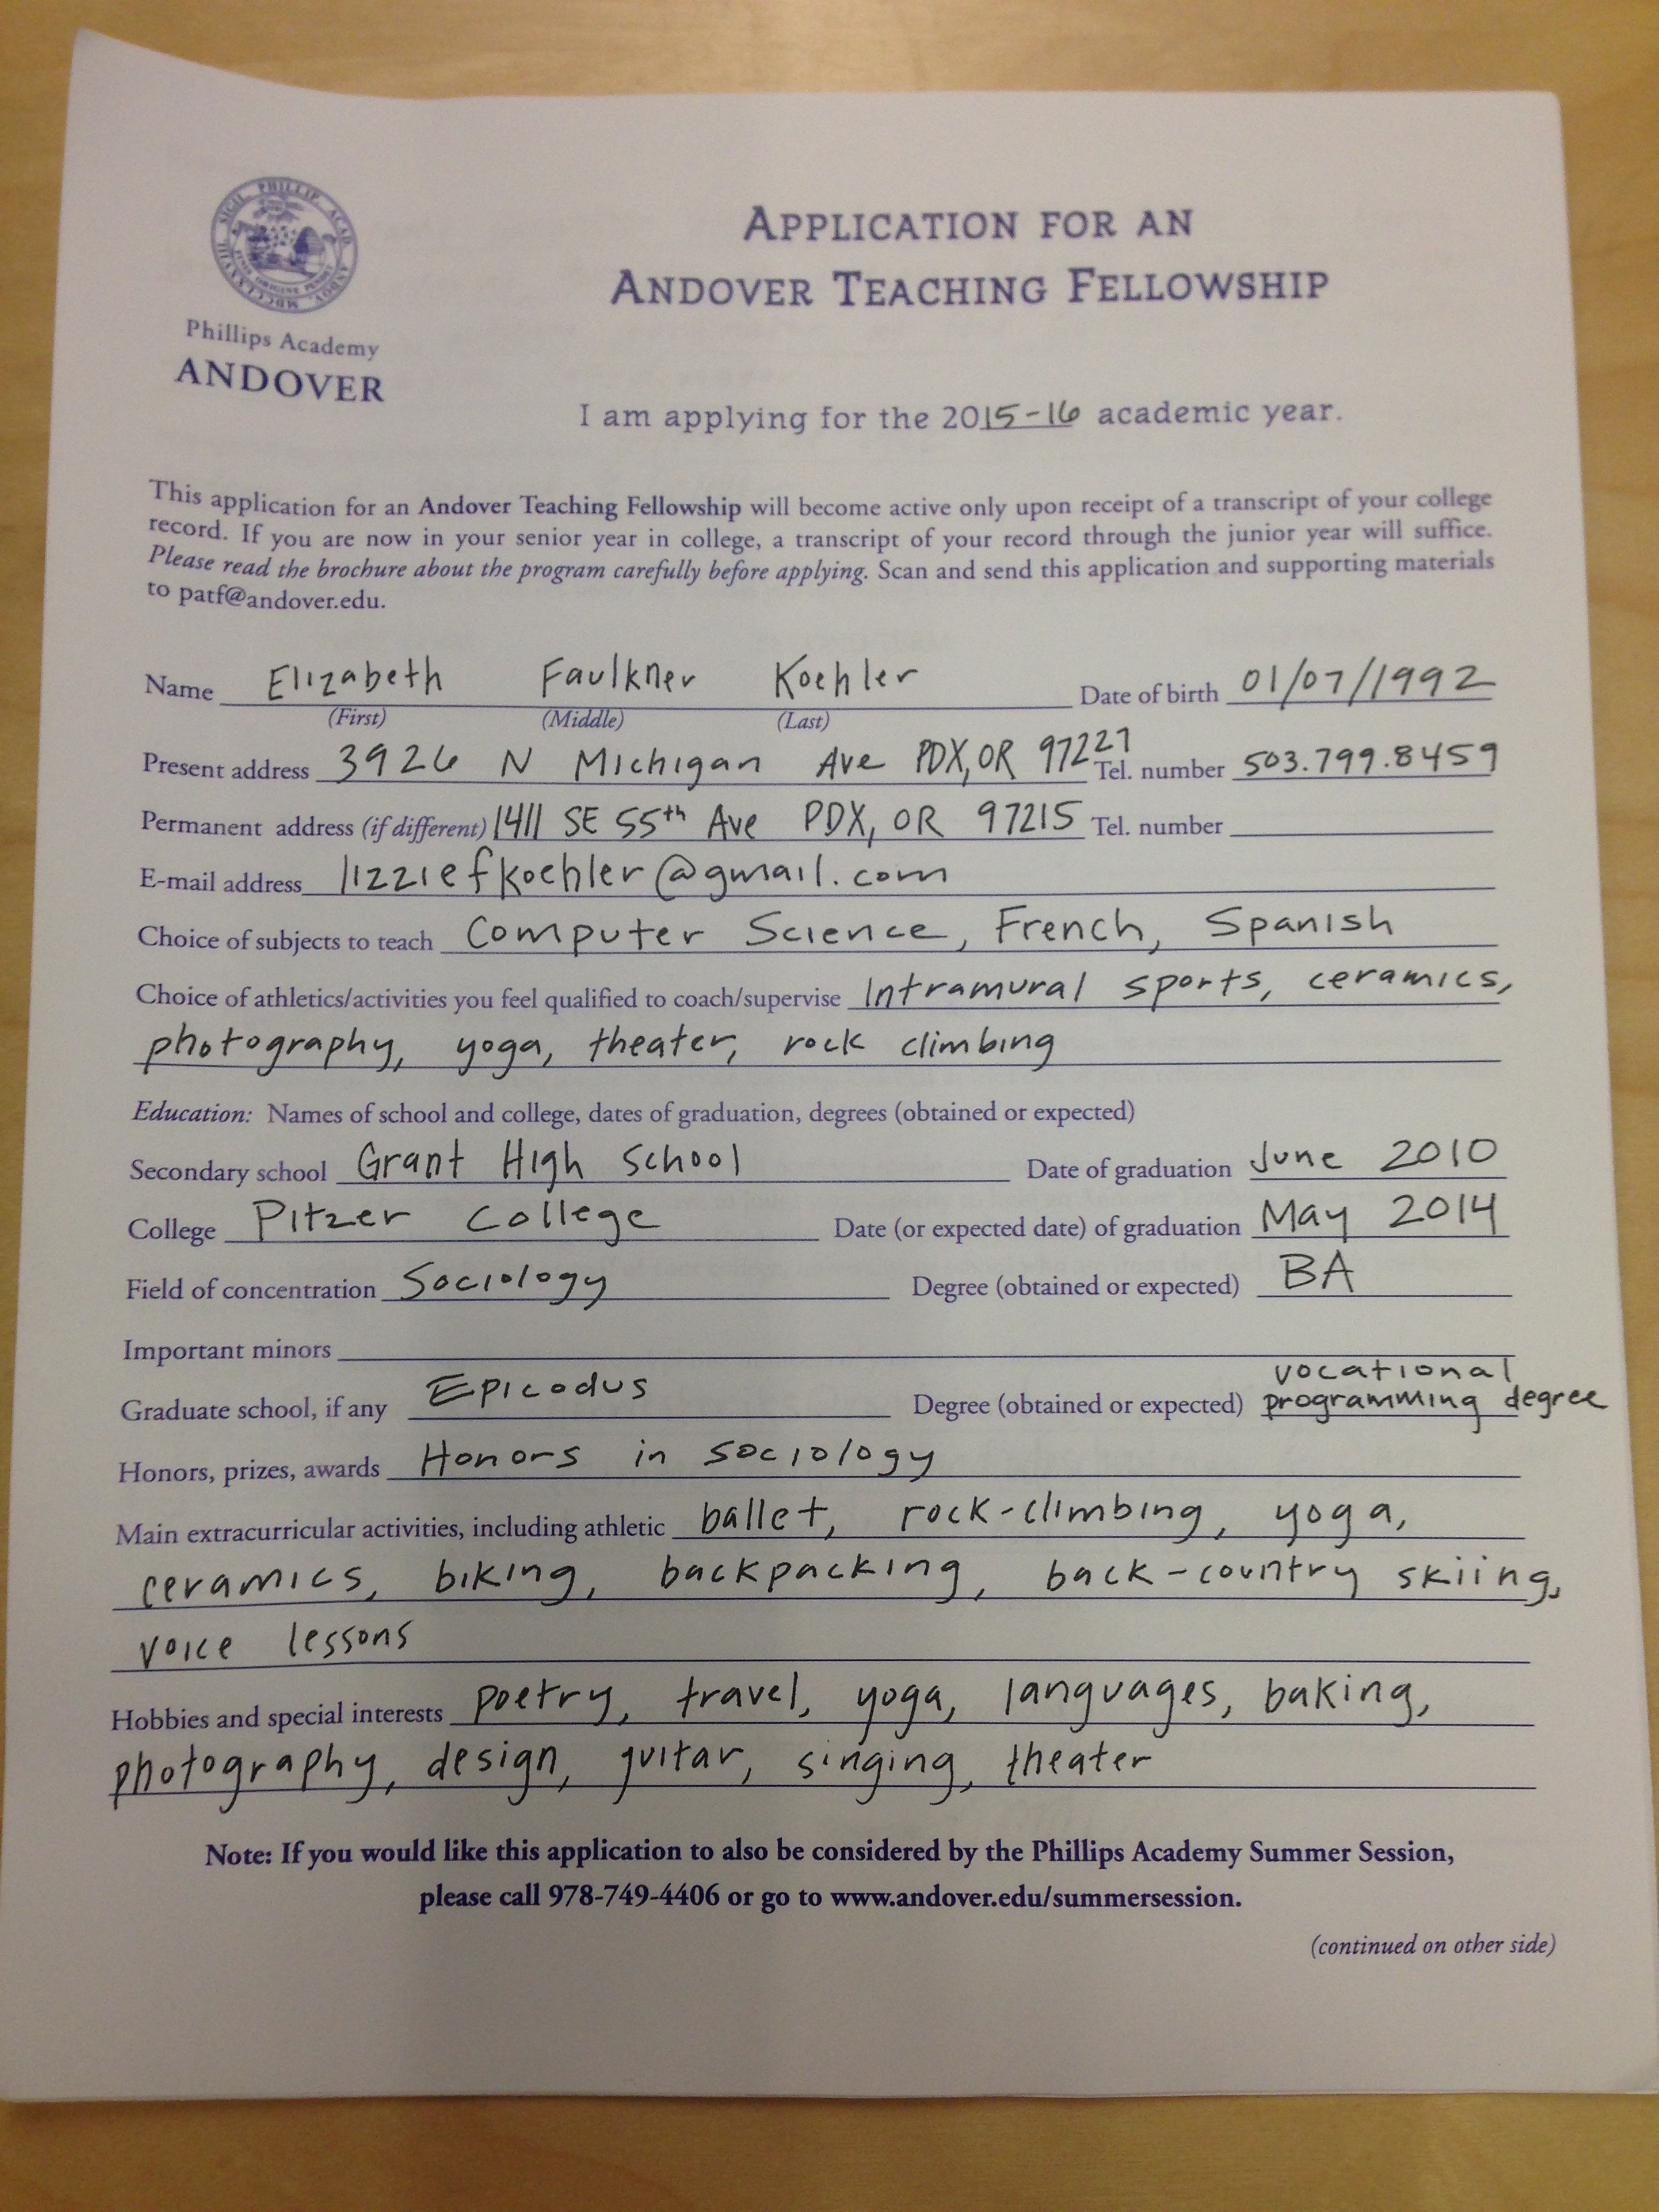 SIGIL. PHILLIP. ACAD. ANDOV. MDCCLXXVIII
FINIS ORIGINE PENDET
Phillips Academy
ANDOVER
APPLICATION FOR AN
ANDOVER TEACHING FELLOWSHIP
I am applying for the 2015-16 academic year.
This application for an Andover Teaching Fellowship will become active only upon receipt of a transcript of your college
record. If you are now in your senior year in college, a transcript of your record through the junior year will suffice.
Please read the brochure about the program carefully before applying. Scan and send this application and supporting materials
to patf@andover.edu.
Name Elizabeth Faulkner Koehler Date of birth 01/07/1992
(First) (Middle) (Last)
Present address 3926 N Michigan Ave PDX, OR 97227 Tel. number 503.799.8459
Permanent address (if different) 1411 SE 55th Ave PDX, OR 97215 Tel. number
E-mail address lizziefkoehler@gmail.com
Choice of subjects to teach Computer Science, French, Spanish
Choice of athletics/activities you feel qualified to coach/supervise Intramural sports, ceramics,
photography, yoga, theater, rock climbing
Education: Names of school and college, dates of graduation, degrees (obtained or expected)
Secondary school Grant High School Date of graduation June 2010
College Pitzer College Date (or expected date) of graduation May 2014
Field of concentration Sociology Degree (obtained or expected) BA
Important minors
Graduate school, if any Epicodus Degree (obtained or expected) vocational programming degree
Honors, prizes, awards Honors in sociology
Main extracurricular activities, including athletic ballet, rock-climbing, yoga,
ceramics, biking, backpacking, back-country skiing,
voice lessons
Hobbies and special interests poetry, travel, yoga, languages, baking,
photography, design, guitar, singing, theater
Note: If you would like this application to also be considered by the Phillips Academy Summer Session,
please call 978-749-4406 or go to www.andover.edu/summersession.
(continued on other side)